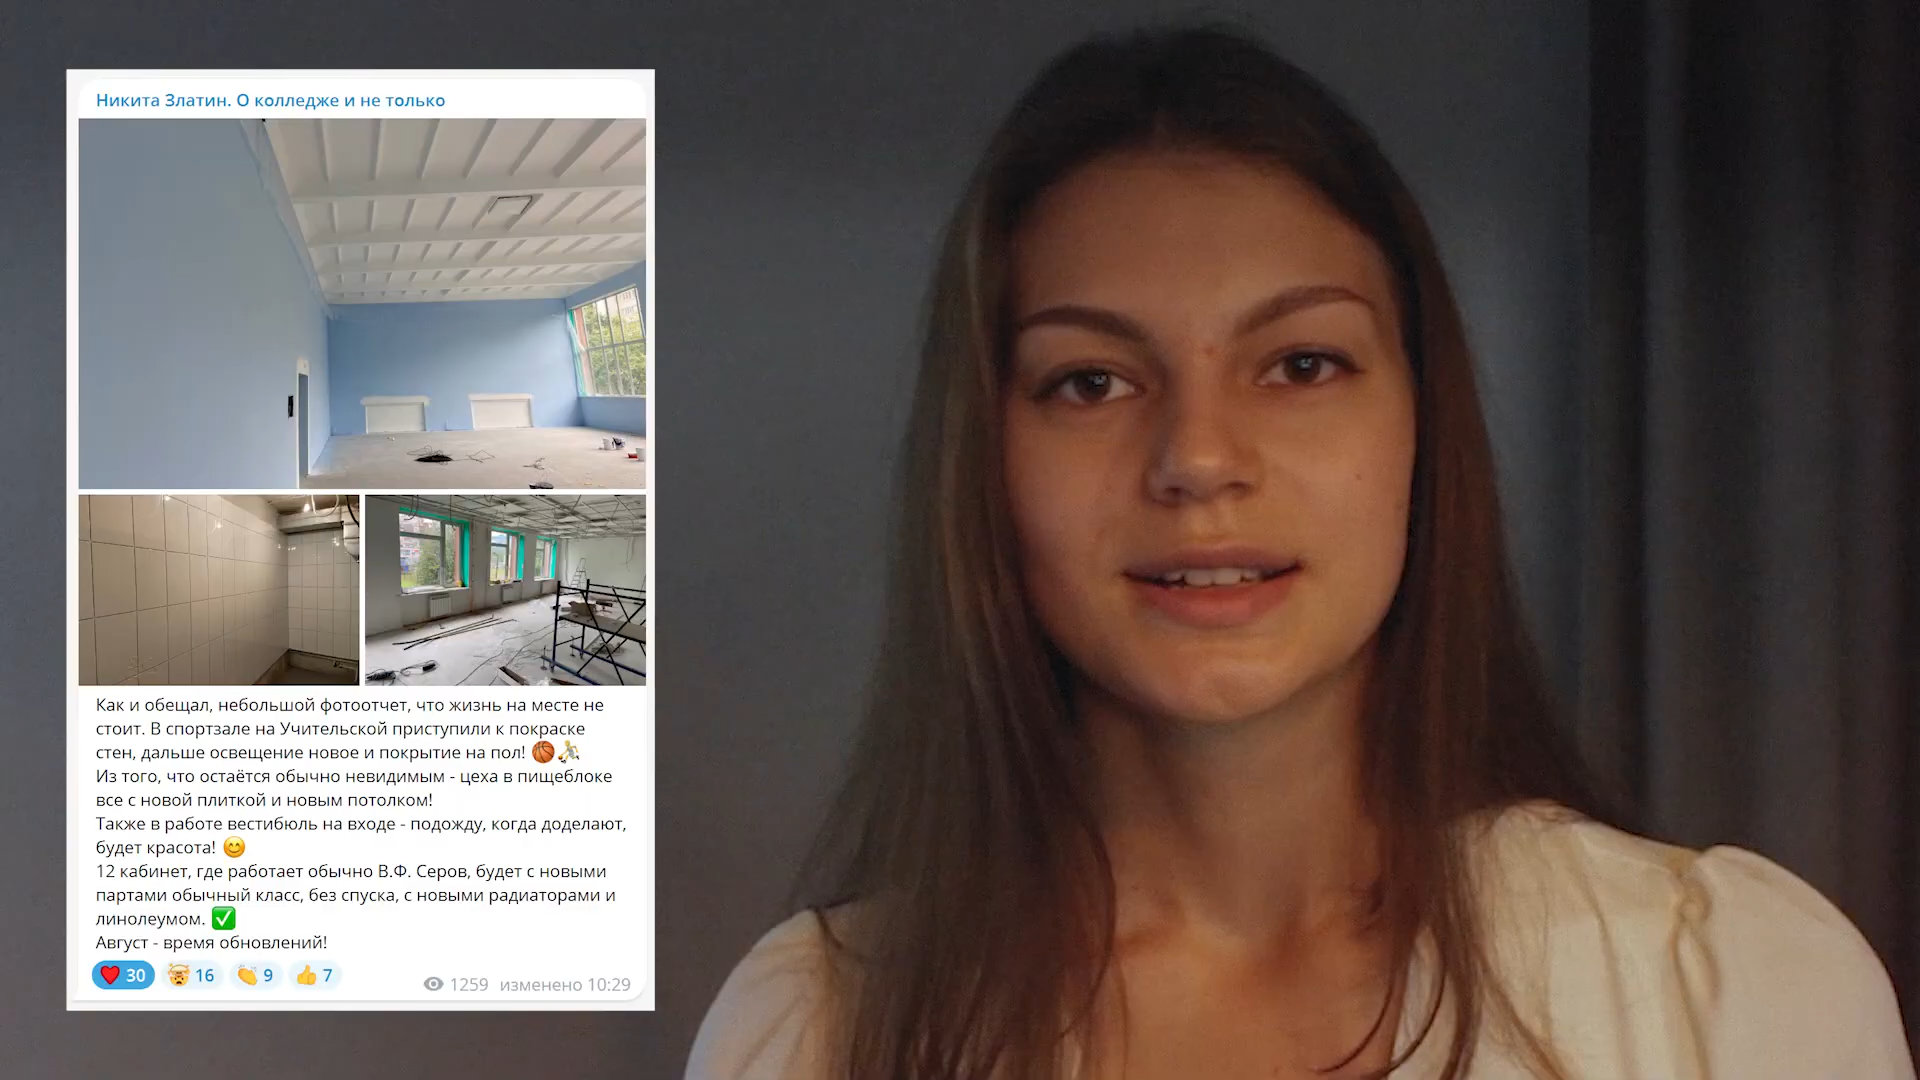 Никита Златин. О колледже и не только
Как и обещал, небольшой фотоотчет, что жизнь на месте не
стоит. В спортзале на Учительской приступили к покраске
стен, дальше освещение новое и покрытие на пол! 🏀⛹️
Из того, что остаётся обычно невидимым - цеха в пищеблоке
все с новой плиткой и новым потолком!
Также в работе вестибюль на входе - подожду, когда доделают,
будет красота! 😊
12 кабинет, где работает обычно В.Ф. Серов, будет с новыми
партами обычный класс, без спуска, с новыми радиаторами и
линолеумом. ✅
Август - время обновлений!
❤️ 30 🤯 16 👏 9 👍 7
1259 изменено 10:29